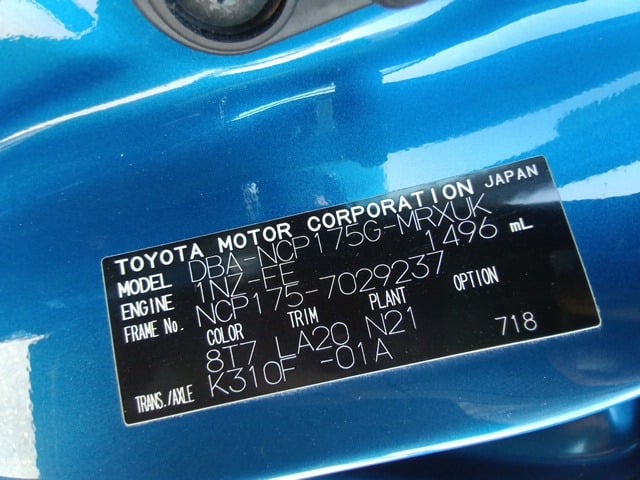 TOYOTA MOTOR CORPORATION JAPAN
MODEL DBA-NCP175G-MRXUK
ENGINE 1NZ-FE 1496 mL
FRAME No. NCP175-7029237
COLOR TRIM PLANT OPTION
8T7 LA20 N21
TRANS./AXLE K310F -01A 718